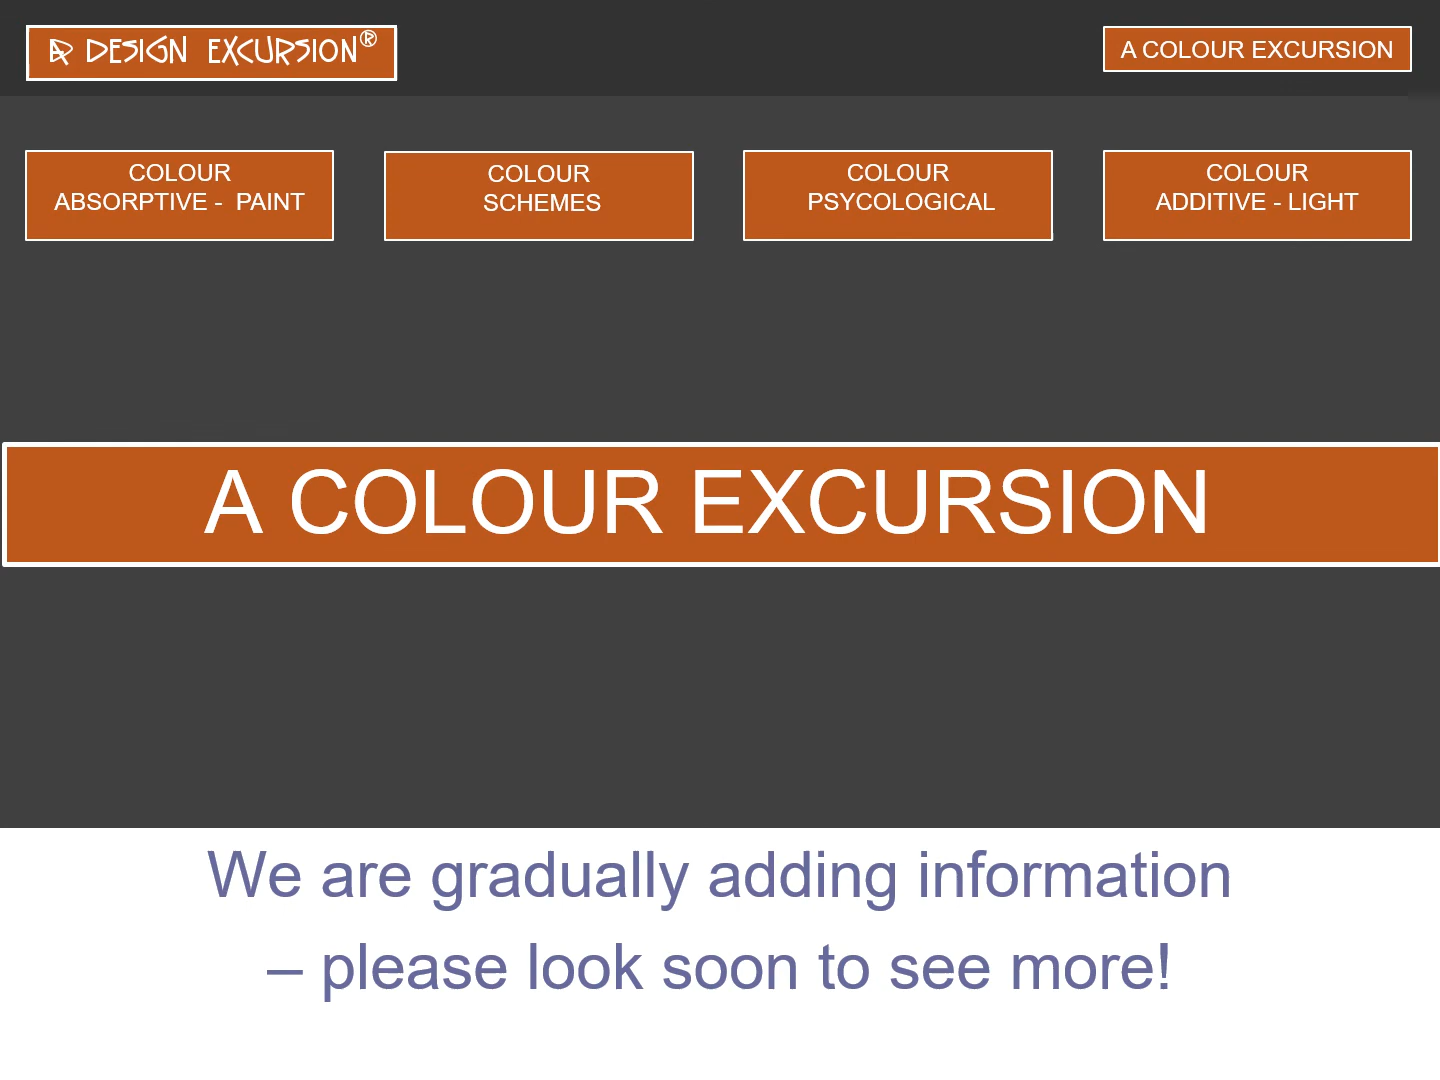 A DESIGN EXCURSION®
A COLOUR EXCURSION
COLOUR
ABSORPTIVE - PAINT
COLOUR
SCHEMES
COLOUR
PSYCOLOGICAL
COLOUR
ADDITIVE - LIGHT
A COLOUR EXCURSION
We are gradually adding information
– please look soon to see more!